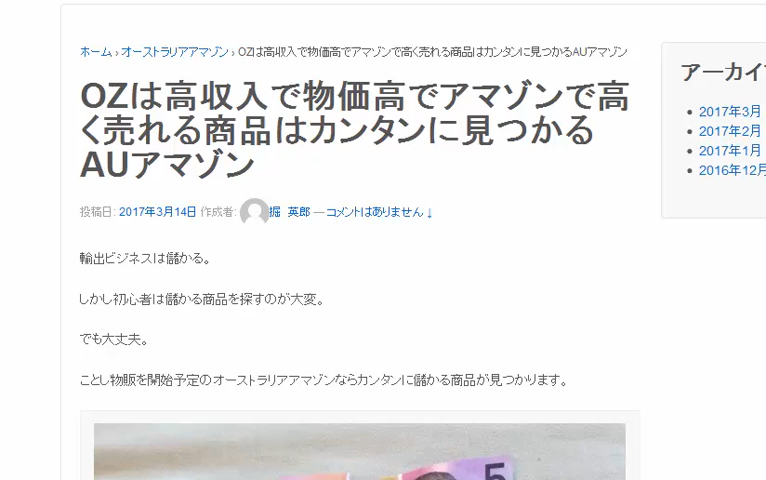 ホーム › オーストラリアアマゾン › OZは高収入で物価高でアマゾンで高く売れる商品はカンタンに見つかるAUアマゾン
OZは高収入で物価高でアマゾンで高
く売れる商品はカンタンに見つかる
AUアマゾン
投稿日: 2017年3月14日 作成者: 掘 英郎 — コメントはありません ↓
輸出ビジネスは儲かる。
しかし初心者は儲かる商品を探すのが大変。
でも大丈夫。
ことし物販を開始予定のオーストラリアアマゾンならカンタンに儲かる商品が見つかります。
5
アーカイブ
2017年3月
2017年2月
2017年1月
2016年12月